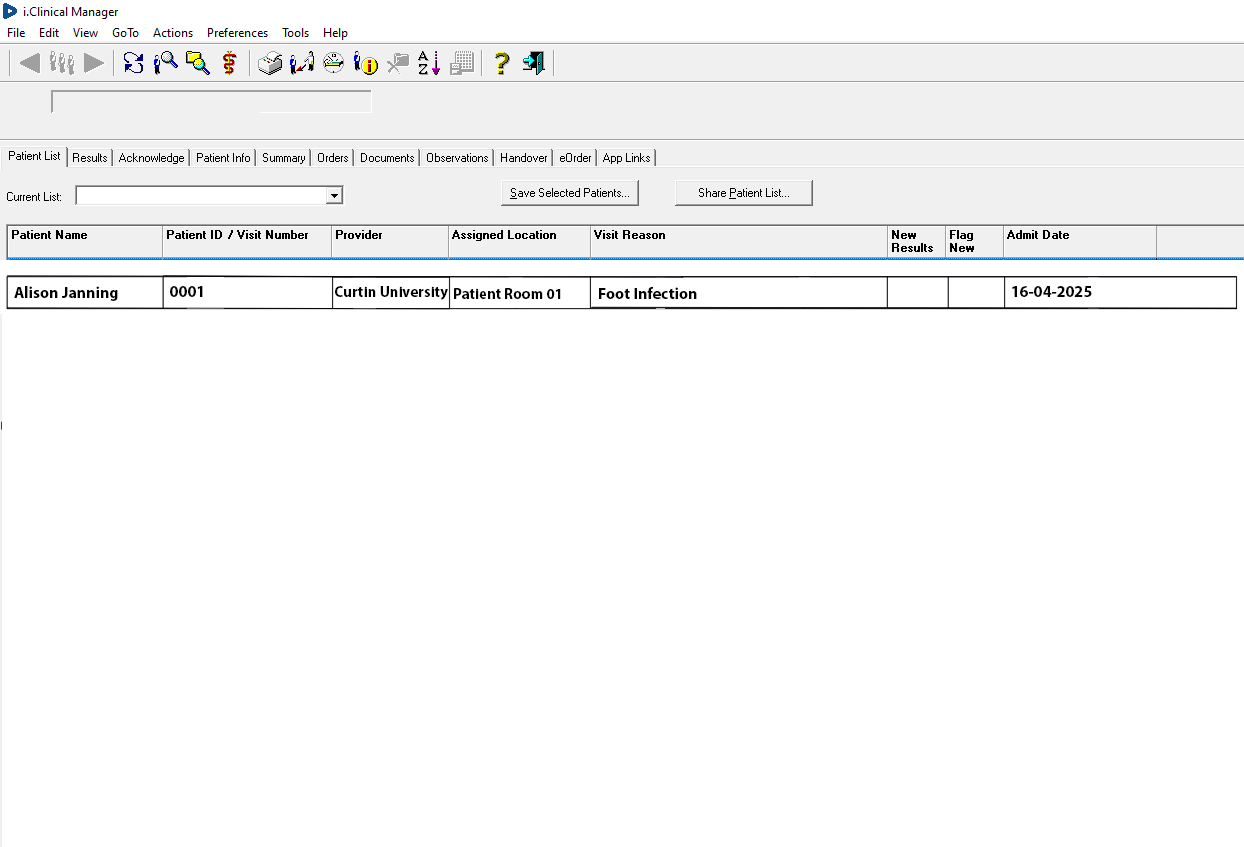 i.Clinical Manager
File Edit View GoTo Actions Preferences Tools Help
A
Z
i
?
Patient List Results Acknowledge Patient Info Summary Orders Documents Observations Handover eOrder App Links
Current List: Save Selected Patients... Share Patient List...
Patient Name Patient ID / Visit Number Provider Assigned Location Visit Reason New Results Flag New Admit Date
Alison Janning 0001 Curtin University Patient Room 01 Foot Infection 16-04-2025